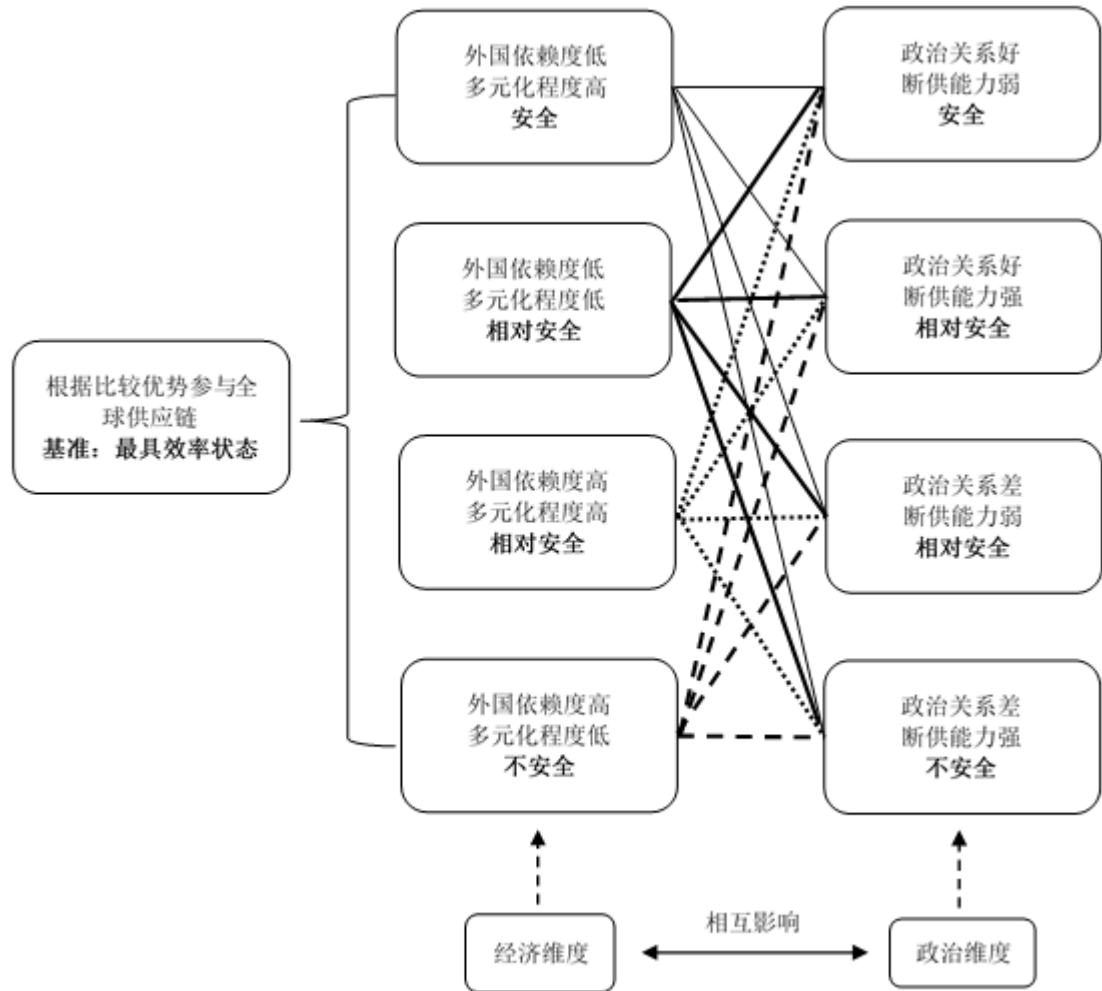 外国依赖度低
多元化程度高
安全
政治关系好
断供能力弱
安全
外国依赖度低
多元化程度低
相对安全
政治关系好
断供能力强
相对安全
根据比较优势参与全
球供应链
基准：最具效率状态
外国依赖度高
多元化程度高
相对安全
政治关系差
断供能力弱
相对安全
外国依赖度高
多元化程度低
不安全
政治关系差
断供能力强
不安全
经济维度
相互影响
政治维度